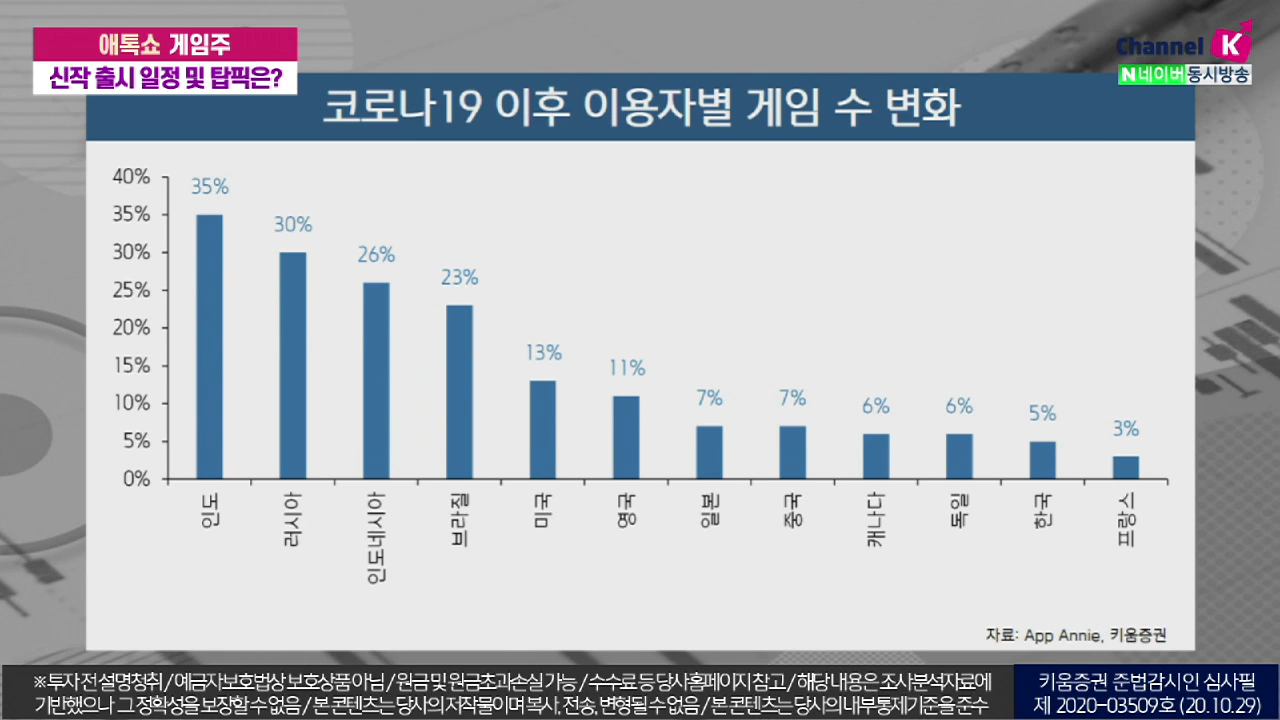 애톡쇼 게임주
신작 출시 일정 및 탑픽은?
Channel K
N네이버 동시방송
코로나19 이후 이용자별 게임 수 변화
40%
35%
30%
25%
20%
15%
10%
5%
0%
35%
30%
26%
23%
13%
11%
7%
7%
6%
6%
5%
3%
인도
러시아
인도네시아
브라질
미국
영국
일본
중국
캐나다
독일
한국
프랑스
자료: App Annie, 키움증권
※ 투자 전 설명청취 / 예금자보호법상 보호상품 아님 / 원금 및 원금초과손실 가능 / 수수료 등 당사홈페이지 참고 / 해당 내용은 조사분석자료에
기반했으나 그 정확성을 보장할 수 없음 / 본 콘텐츠는 당사의 저작물이며 복사, 전송, 변형될 수 없음 / 본 콘텐츠는 당사의 내부통제기준을 준수
키움증권 준법감시인 심사필
제 2020-03509호 (20.10.29)